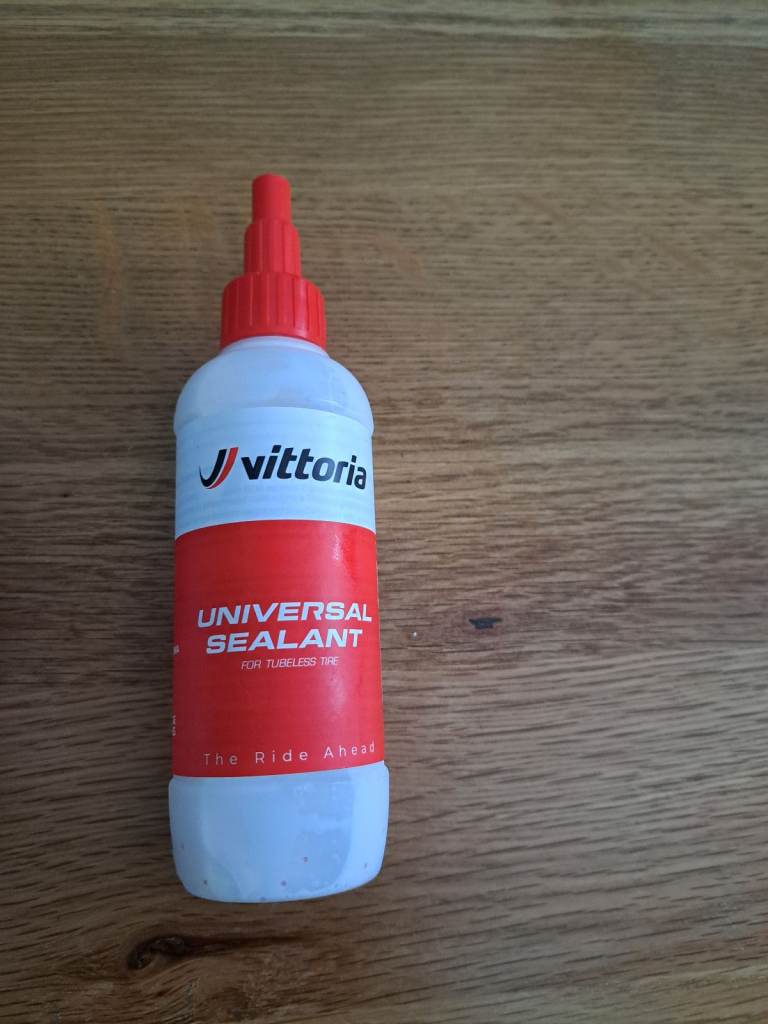 vittoria
UNIVERSAL
SEALANT
FOR TUBELESS TIRE
The Ride Ahead